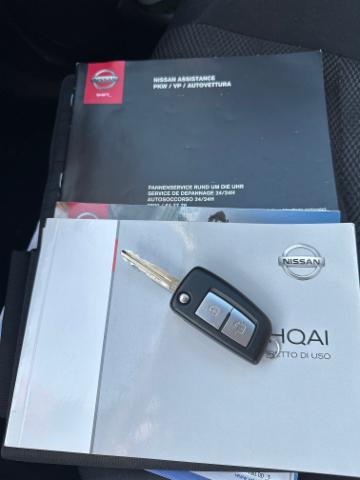 NISSAN
NISSAN ASSISTANCE
PKW / VP / AUTOVETTURA
PANNENSERVICE RUND UM DIE UHR
SERVICE DE DEPANNAGE 24/24H
AUTOSOCCORSO 24/24H
NISSAN
HQAI
TTO DI USO